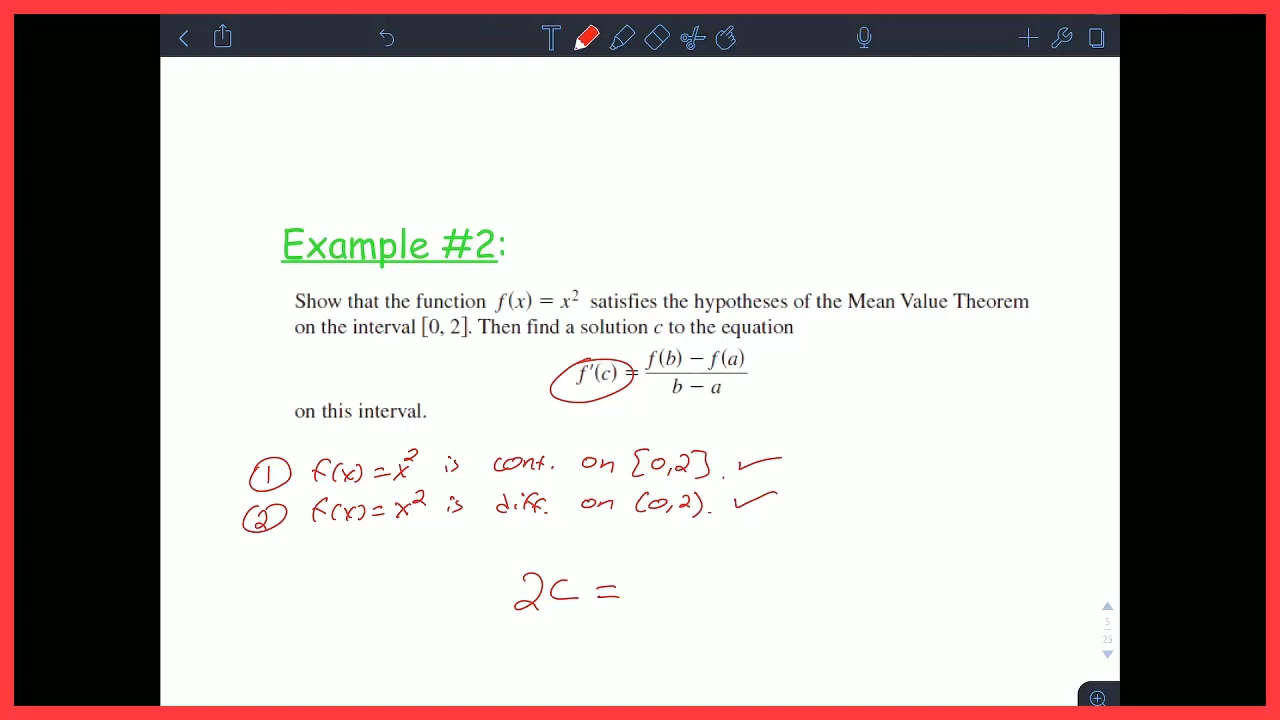 Example #2:
Show that the function f(x) = x² satisfies the hypotheses of the Mean Value Theorem
on the interval [0, 2]. Then find a solution c to the equation
f'(c) = f(b) − f(a) / b − a
on this interval.
① f(x) = x² is cont. on [0,2]. ✓
② f(x) = x² is diff. on (0,2). ✓
2c =
5
25